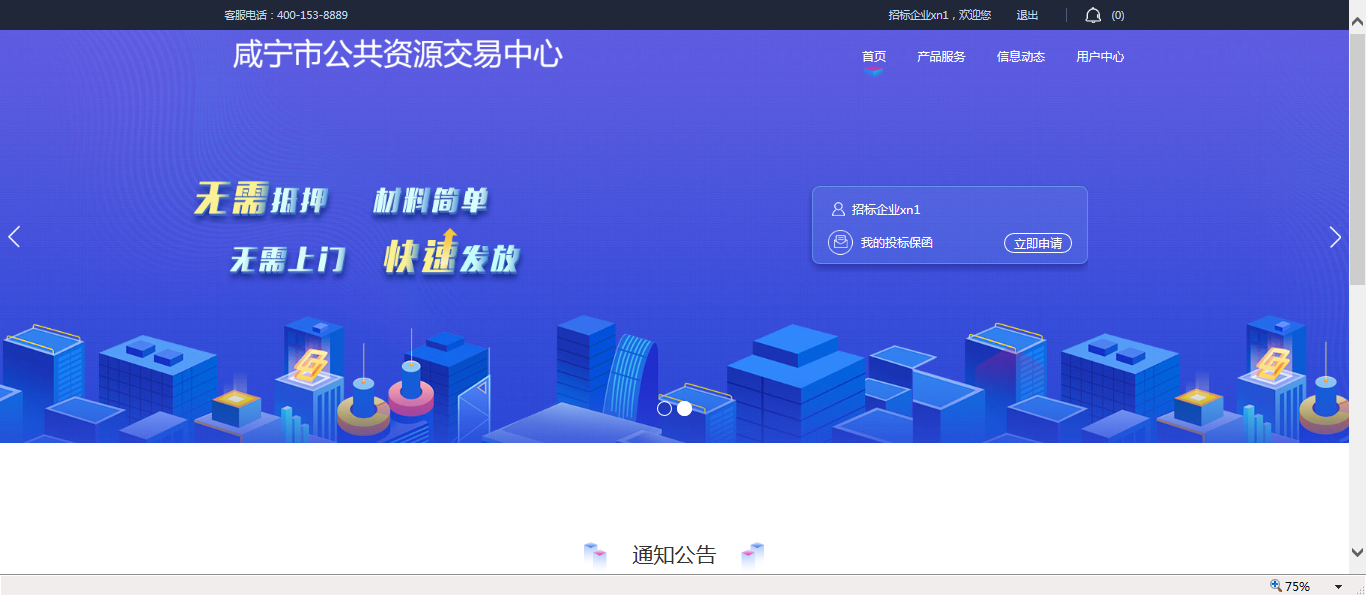 客服电话：400-153-8889
招标企业xn1，欢迎您 退出 (0)
咸宁市公共资源交易中心
首页 产品服务 信息动态 用户中心
无需抵押 材料简单
无需上门 快速发放
招标企业xn1
我的投标保函 立即申请
通知公告
75%